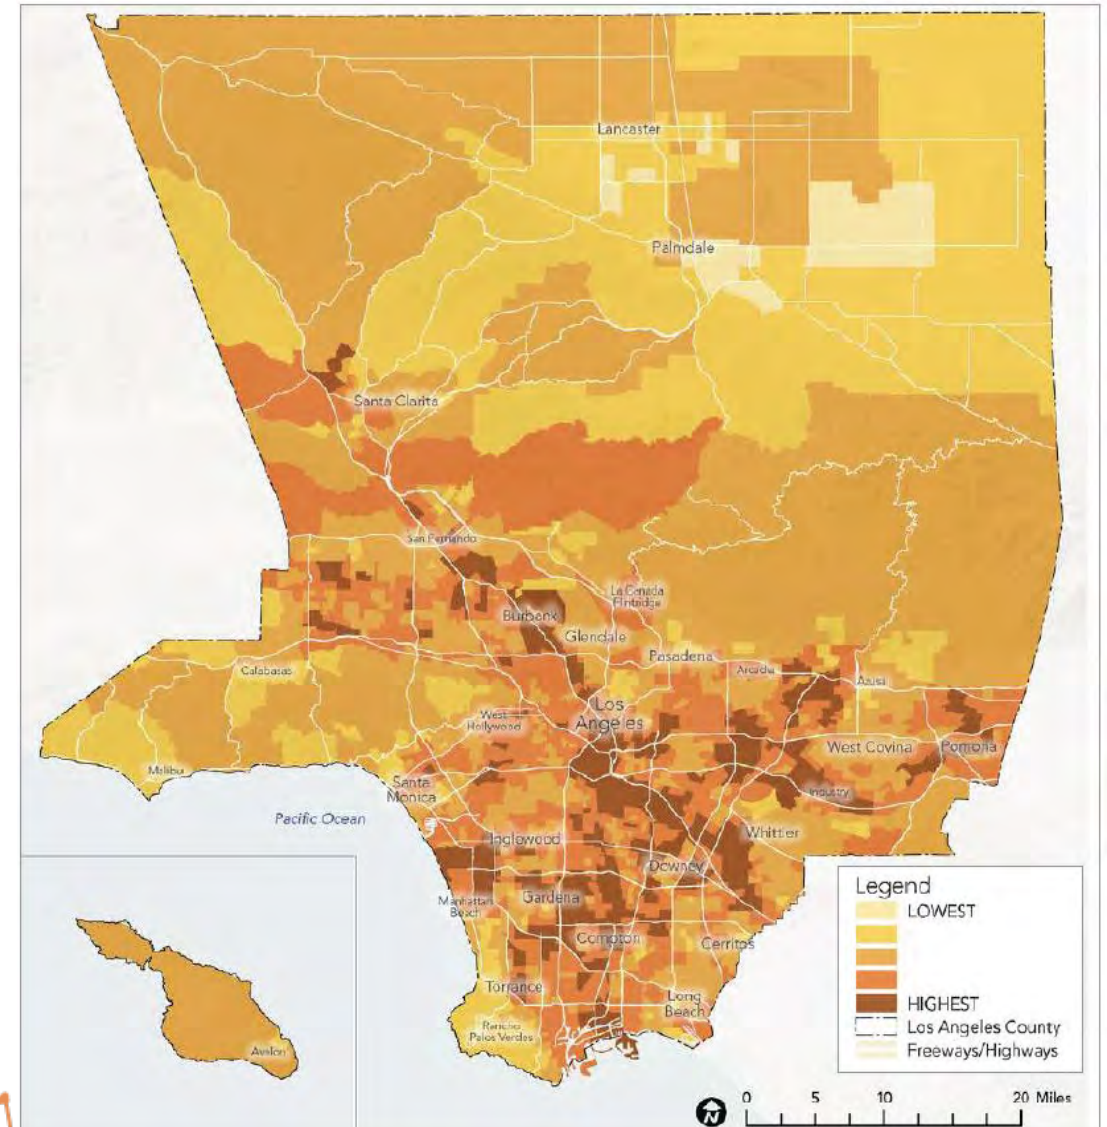 Lancaster
Palmdale
Santa Clarita
San Fernando
La Canada
Flintridge
Burbank
Glendale
Pasadena
Arcadia
Azusa
Calabasas
Los
Angeles
West
Hollywood
West Covina
Pomona
Malibu
Santa
Monica
Industry
Pacific Ocean
Whittier
Inglewood
Downey
Manhattan
Beach
Gardena
Compton
Cerritos
Torrance
Long
Beach
Rancho
Palos Verdes
Avalon
Legend
LOWEST
HIGHEST
Los Angeles County
Freeways/Highways
N
0 5 10 20 Miles